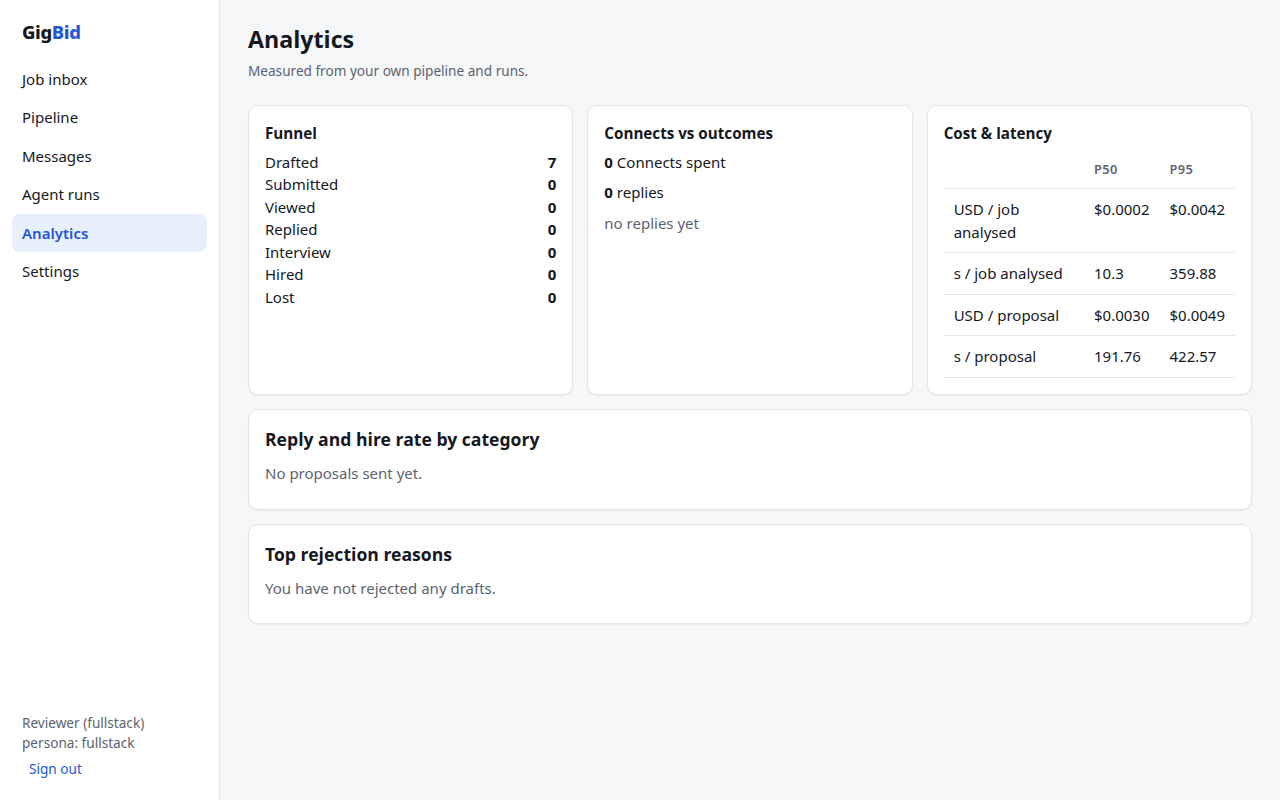 GigBid
Job inbox
Pipeline
Messages
Agent runs
Analytics
Settings
Reviewer (fullstack)
persona: fullstack
Sign out
Analytics
Measured from your own pipeline and runs.
Funnel
Drafted 7
Submitted 0
Viewed 0
Replied 0
Interview 0
Hired 0
Lost 0
Connects vs outcomes
0 Connects spent
0 replies
no replies yet
Cost & latency
P50 P95
USD / job analysed $0.0002 $0.0042
s / job analysed 10.3 359.88
USD / proposal $0.0030 $0.0049
s / proposal 191.76 422.57
Reply and hire rate by category
No proposals sent yet.
Top rejection reasons
You have not rejected any drafts.